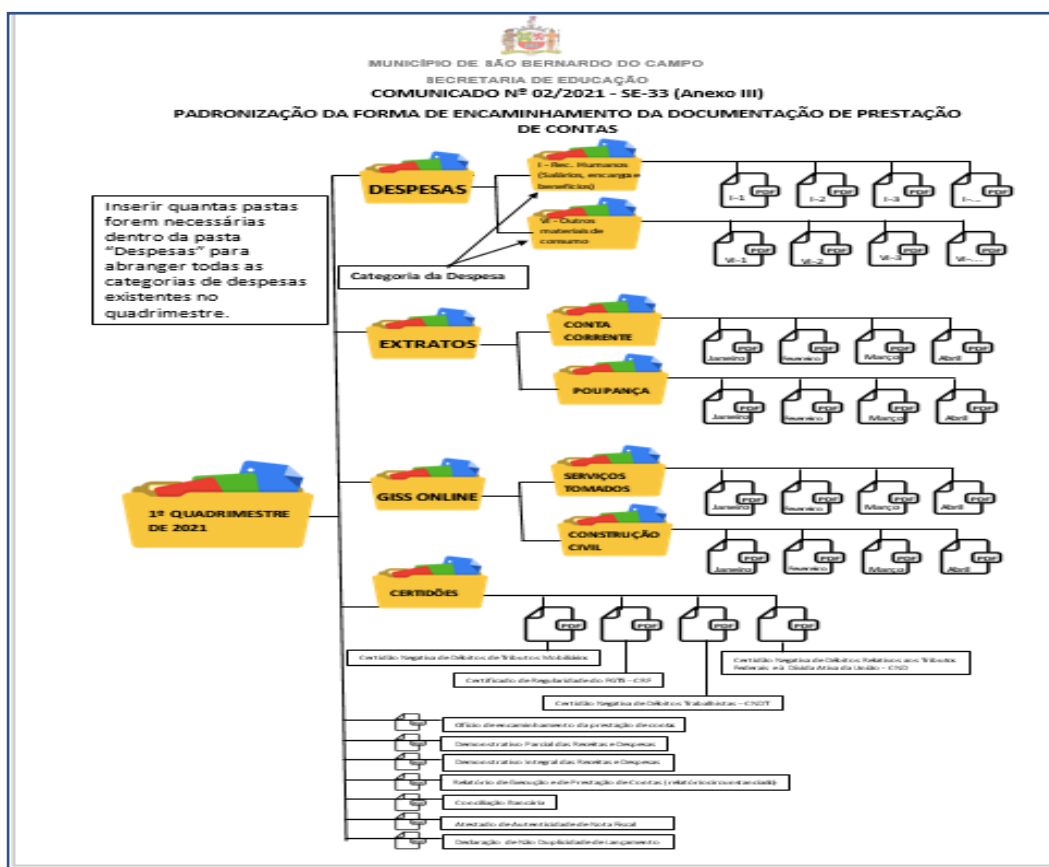 MUNICÍPIO DE SÃO BERNARDO DO CAMPO
SECRETARIA DE EDUCAÇÃO
COMUNICADO Nº 02/2021 - SE-33 (Anexo III)
PADRONIZAÇÃO DA FORMA DE ENCAMINHAMENTO DA DOCUMENTAÇÃO DE PRESTAÇÃO
DE CONTAS
Inserir quantas pastas
forem necessárias
dentro da pasta
“Despesas” para
abranger todas as
categorias de despesas
existentes no
quadrimestre.
DESPESAS
I - Rec. Humanos
(Salários, encargos e
benefícios)
PDF
I-1
PDF
I-2
PDF
I-3
PDF
I-...
VI - Outros
materiais de
consumo
PDF
VI-1
PDF
VI-2
PDF
VI-3
PDF
VI-...
Categoria da Despesa
EXTRATOS
CONTA
CORRENTE
PDF
Janeiro
PDF
Fevereiro
PDF
Março
PDF
Abril
POUPANÇA
PDF
Janeiro
PDF
Fevereiro
PDF
Março
PDF
Abril
1º QUADRIMESTRE
DE 2021
GISS ONLINE
SERVIÇOS
TOMADOS
PDF
Janeiro
PDF
Fevereiro
PDF
Março
PDF
Abril
CONSTRUÇÃO
CIVIL
PDF
Janeiro
PDF
Fevereiro
PDF
Março
PDF
Abril
CERTIDÕES
PDF
PDF
PDF
PDF
Certidão Negativa de Débitos de Tributos Mobiliários
Certificado de Regularidade do FGTS - CRF
Certidão Negativa de Débitos Trabalhistas - CNDT
Certidão Negativa de Débitos Relativos aos Tributos
Federais e à Dívida Ativa da União - CND
Ofício de encaminhamento da prestação de contas
Demonstrativo Parcial das Receitas e Despesas
Demonstrativo Integral das Receitas e Despesas
Relatório de Execução e de Prestação de Contas (relatório circunstanciado)
Conciliação Bancária
Atestado de Autenticidade de Nota Fiscal
Declaração de Não Duplicidade de Lançamento